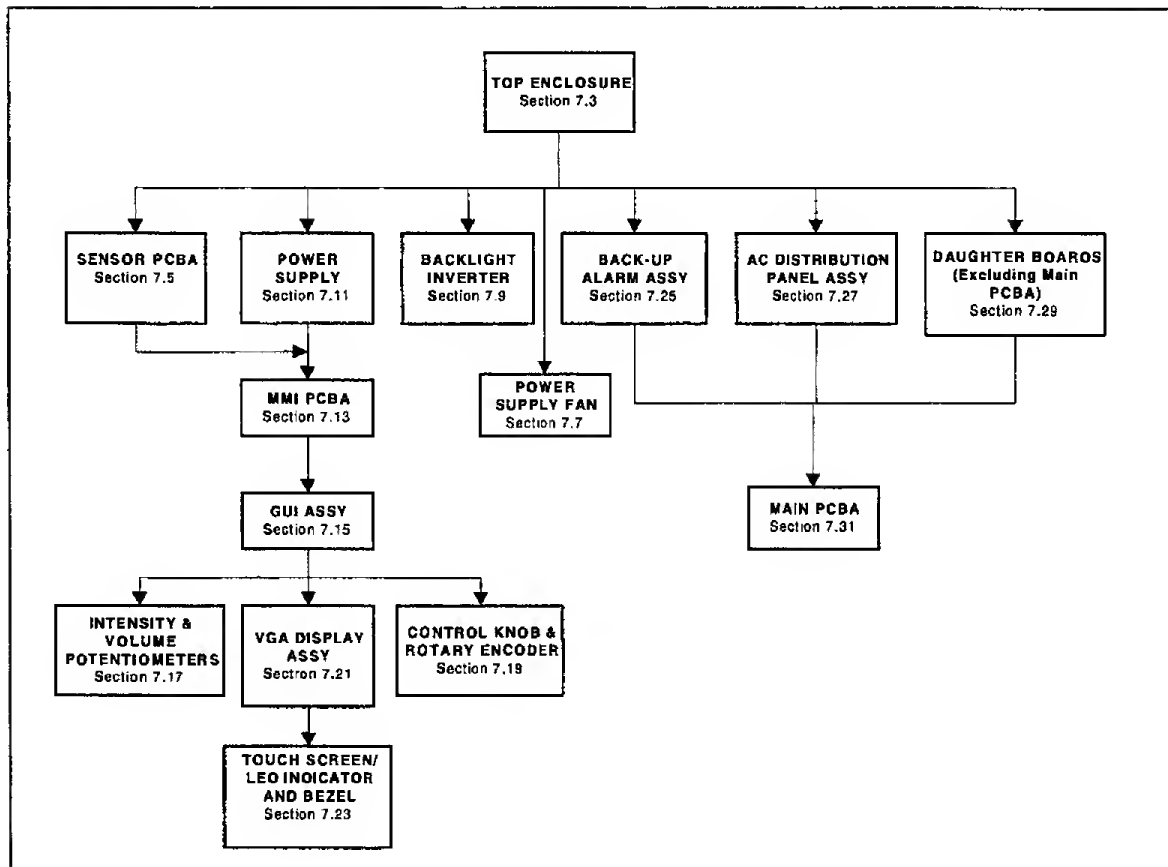 TOP ENCLOSURE
Section 7.3
SENSOR PCBA
Section 7.5
POWER
SUPPLY
Section 7.11
BACKLIGHT
INVERTER
Section 7.9
BACK-UP
ALARM ASSY
Section 7.25
AC DISTRIBUTION
PANEL ASSY
Section 7.27
DAUGHTER BOAROS
(Excluding Main
PCBA)
Section 7.29
MMI PCBA
Section 7.13
POWER
SUPPLY FAN
Section 7.7
GUI ASSY
Section 7.15
MAIN PCBA
Section 7.31
INTENSITY &
VOLUME
POTENTIOMETERS
Section 7.17
VGA DISPLAY
ASSY
Sectron 7.21
CONTROL KNOB &
ROTARY ENCODER
Section 7.19
TOUCH SCREEN/
LEO INOICATOR
AND BEZEL
Section 7.23